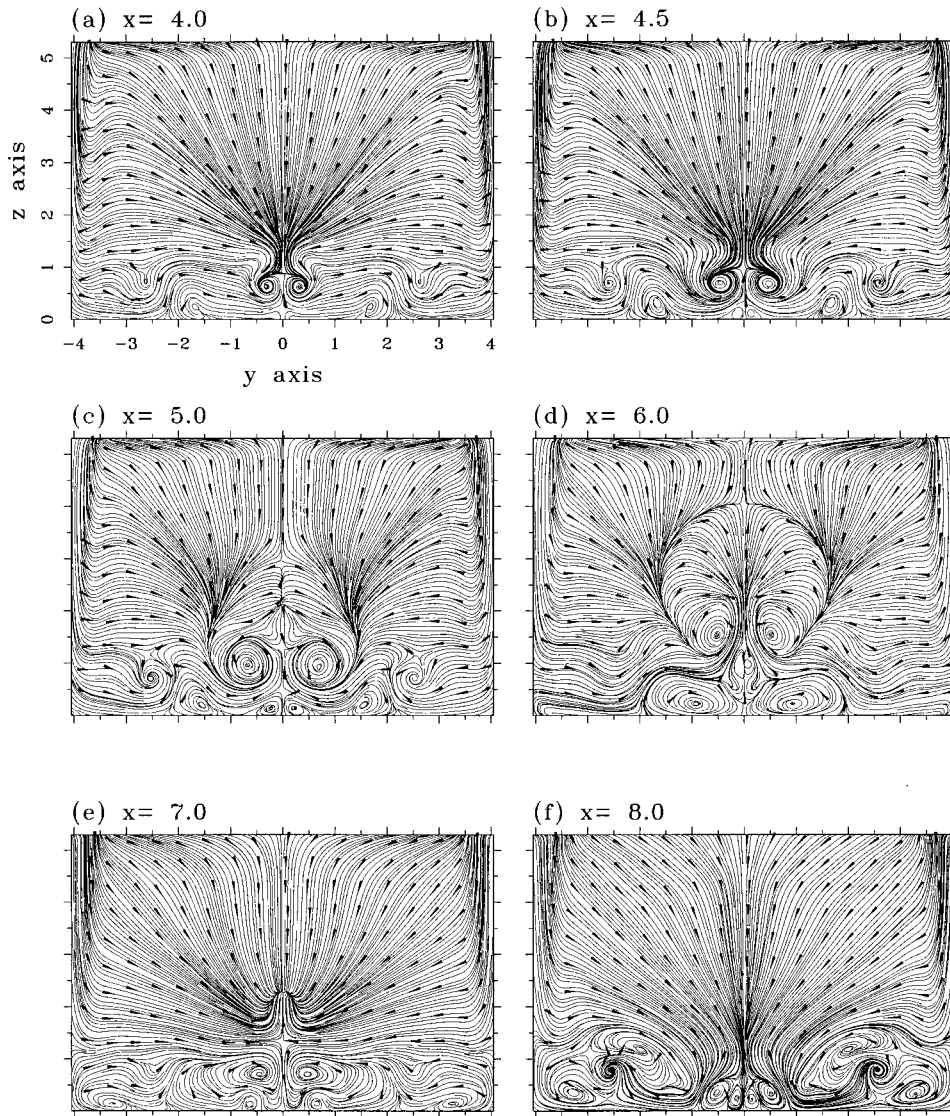 (a) x= 4.0
(b) x= 4.5
5
4
3
2
1
0
z axis
-4 -3 -2 -1 0 1 2 3 4
y axis
(c) x= 5.0
(d) x= 6.0
(e) x= 7.0
(f) x= 8.0